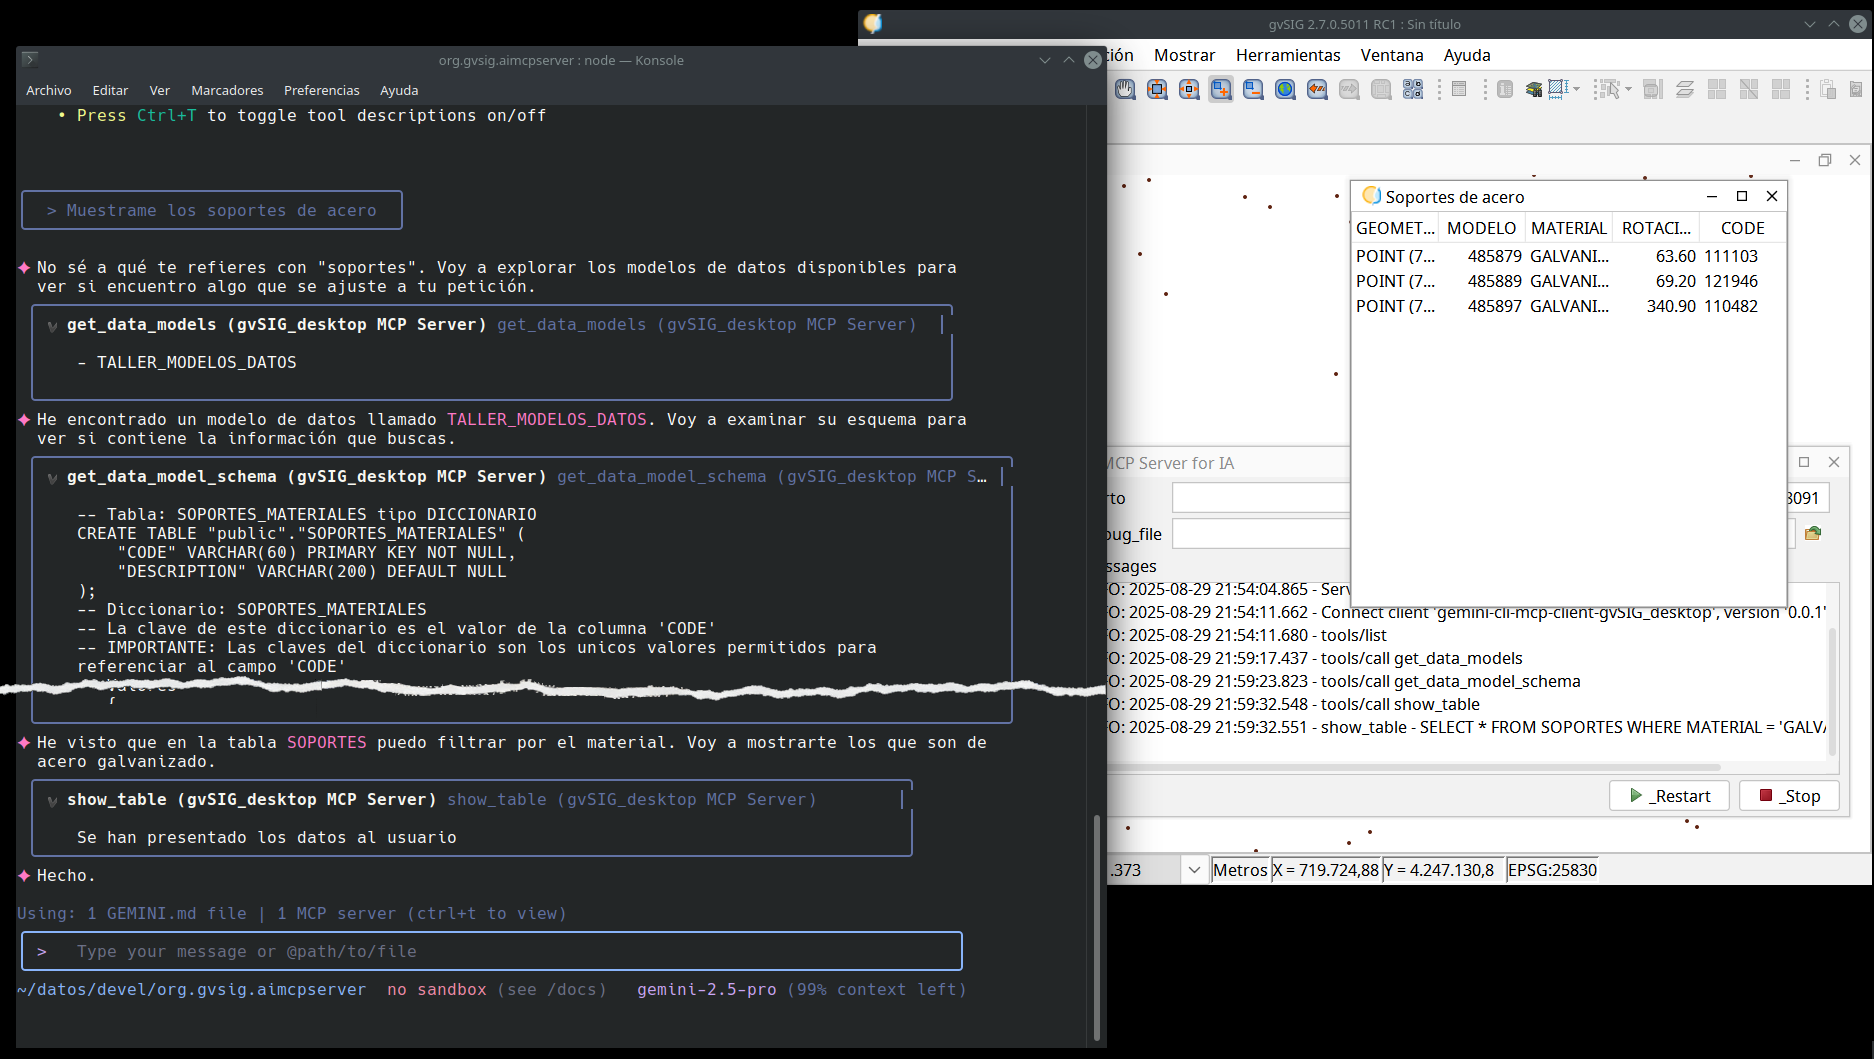 gvSIG 2.7.0.5011 RC1 : Sin título
org.gvsig.aimcpserver : node — Konsole
Archivo Editar Ver Marcadores Preferencias Ayuda
• Press Ctrl+T to toggle tool descriptions on/off
> Muestrame los soportes de acero
No sé a qué te refieres con "soportes". Voy a explorar los modelos de datos disponibles para
ver si encuentro algo que se ajuste a tu petición.
get_data_models (gvSIG_desktop MCP Server) get_data_models (gvSIG_desktop MCP Server)
- TALLER_MODELOS_DATOS
He encontrado un modelo de datos llamado TALLER_MODELOS_DATOS. Voy a examinar su esquema para
ver si contiene la información que buscas.
get_data_model_schema (gvSIG_desktop MCP Server) get_data_model_schema (gvSIG_desktop MCP S…
-- Tabla: SOPORTES_MATERIALES tipo DICCIONARIO
CREATE TABLE "public"."SOPORTES_MATERIALES" (
"CODE" VARCHAR(60) PRIMARY KEY NOT NULL,
"DESCRIPTION" VARCHAR(200) DEFAULT NULL
);
-- Diccionario: SOPORTES_MATERIALES
-- La clave de este diccionario es el valor de la columna 'CODE'
-- IMPORTANTE: Las claves del diccionario son los unicos valores permitidos para
referenciar al campo 'CODE'
He visto que en la tabla SOPORTES puedo filtrar por el material. Voy a mostrarte los que son de
acero galvanizado.
show_table (gvSIG_desktop MCP Server) show_table (gvSIG_desktop MCP Server)
Se han presentado los datos al usuario
Hecho.
Using: 1 GEMINI.md file | 1 MCP server (ctrl+t to view)
> Type your message or @path/to/file
~/datos/devel/org.gvsig.aimcpserver no sandbox (see /docs) gemini-2.5-pro (99% context left)
ción Mostrar Herramientas Ventana Ayuda
Soportes de acero
GEOMET... MODELO MATERIAL ROTACI... CODE
POINT (7... 485879 GALVANI... 63.60 111103
POINT (7... 485889 GALVANI... 69.20 121946
POINT (7... 485897 GALVANI... 340.90 110482
MCP Server for IA
rto 8091
bug_file
ssages
FO: 2025-08-29 21:54:04.865 - Serv
FO: 2025-08-29 21:54:11.662 - Connect client 'gemini-cli-mcp-client-gvSIG_desktop', version '0.0.1'
FO: 2025-08-29 21:54:11.680 - tools/list
FO: 2025-08-29 21:59:17.437 - tools/call get_data_models
FO: 2025-08-29 21:59:23.823 - tools/call get_data_model_schema
FO: 2025-08-29 21:59:32.548 - tools/call show_table
FO: 2025-08-29 21:59:32.551 - show_table - SELECT * FROM SOPORTES WHERE MATERIAL = 'GALVA
_Restart _Stop
.373 Metros X = 719.724,88 Y = 4.247.130,8 EPSG:25830